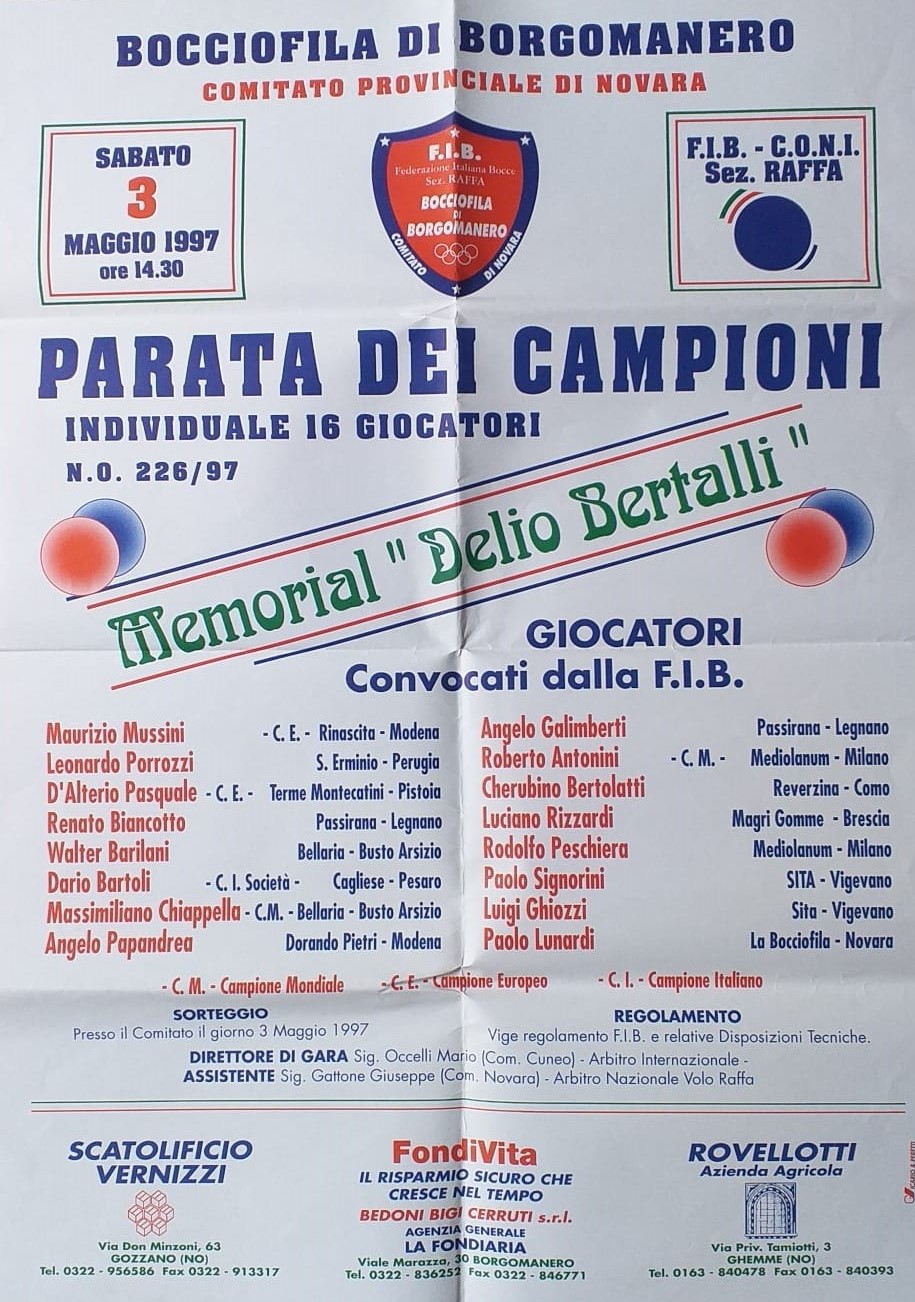 BOCCIOFILA DI BORGOMANERO
COMITATO PROVINCIALE DI NOVARA
SABATO
3
MAGGIO 1997
ore 14.30
F.I.B.
Federazione Italiana Bocce
Sez. RAFFA
BOCCIOFILA
DI
BORGOMANERO
COMITATO DI NOVARA
F.I.B. - C.O.N.I.
Sez. RAFFA
PARATA DEI CAMPIONI
INDIVIDUALE 16 GIOCATORI
N.O. 226/97
Memorial " Delio Bertalli "
GIOCATORI
Convocati dalla F.I.B.
Maurizio Mussini - C. E. - Rinascita - Modena
Leonardo Porrozzi S. Erminio - Perugia
D'Alterio Pasquale - C. E. - Terme Montecatini - Pistoia
Renato Biancotto Passirana - Legnano
Walter Barilani Bellaria - Busto Arsizio
Dario Bartoli - C. I. Società - Cagliese - Pesaro
Massimiliano Chiappella - C.M. - Bellaria - Busto Arsizio
Angelo Papandrea Dorando Pietri - Modena
Angelo Galimberti Passirana - Legnano
Roberto Antonini - C. M. - Mediolanum - Milano
Cherubino Bertolatti Reverzina - Como
Luciano Rizzardi Magri Gomme - Brescia
Rodolfo Peschiera Mediolanum - Milano
Paolo Signorini SITA - Vigevano
Luigi Ghiozzi Sita - Vigevano
Paolo Lunardi La Bocciofila - Novara
- C. M. - Campione Mondiale - C. E. - Campione Europeo - C. I. - Campione Italiano
SORTEGGIO
Presso il Comitato il giorno 3 Maggio 1997
REGOLAMENTO
Vige regolamento F.I.B. e relative Disposizioni Tecniche.
DIRETTORE DI GARA Sig. Occelli Mario (Com. Cuneo) - Arbitro Internazionale -
ASSISTENTE Sig. Gattone Giuseppe (Com. Novara) - Arbitro Nazionale Volo Raffa
SCATOLIFICIO
VERNIZZI
Via Don Minzoni, 63
GOZZANO (NO)
Tel. 0322 - 956586 Fax 0322 - 913317
FondiVita
IL RISPARMIO SICURO CHE
CRESCE NEL TEMPO
BEDONI BIGI CERRUTI s.r.l.
AGENZIA GENERALE
LA FONDIARIA
Viale Marazza, 30 BORGOMANERO
Tel. 0322 - 836252 Fax 0322 - 846771
ROVELLOTTI
Azienda Agricola
Via Priv. Tamiotti, 3
GHEMME (NO)
Tel. 0163 - 840478 Fax 0163 - 840393